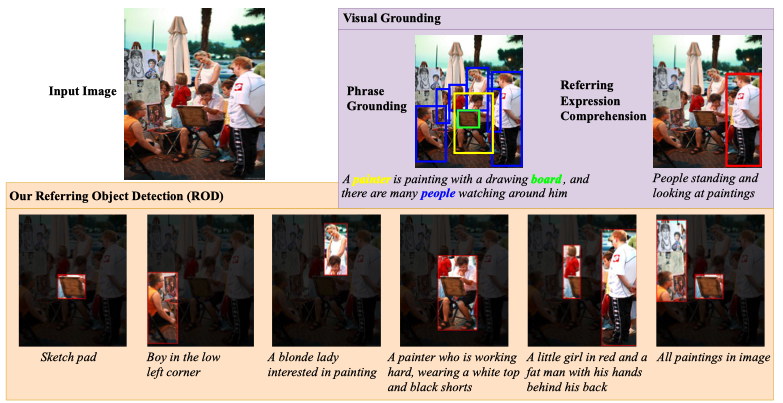 Visual Grounding
Input Image
Phrase
Grounding
Referring
Expression
Comprehension
A painter is painting with a drawing board, and
there are many people watching around him
People standing and
looking at paintings
Our Referring Object Detection (ROD)
Sketch pad
Boy in the low
left corner
A blonde lady
interested in painting
A painter who is working
hard, wearing a white top
and black shorts
A little girl in red and a
fat man with his hands
behind his back
All paintings in image